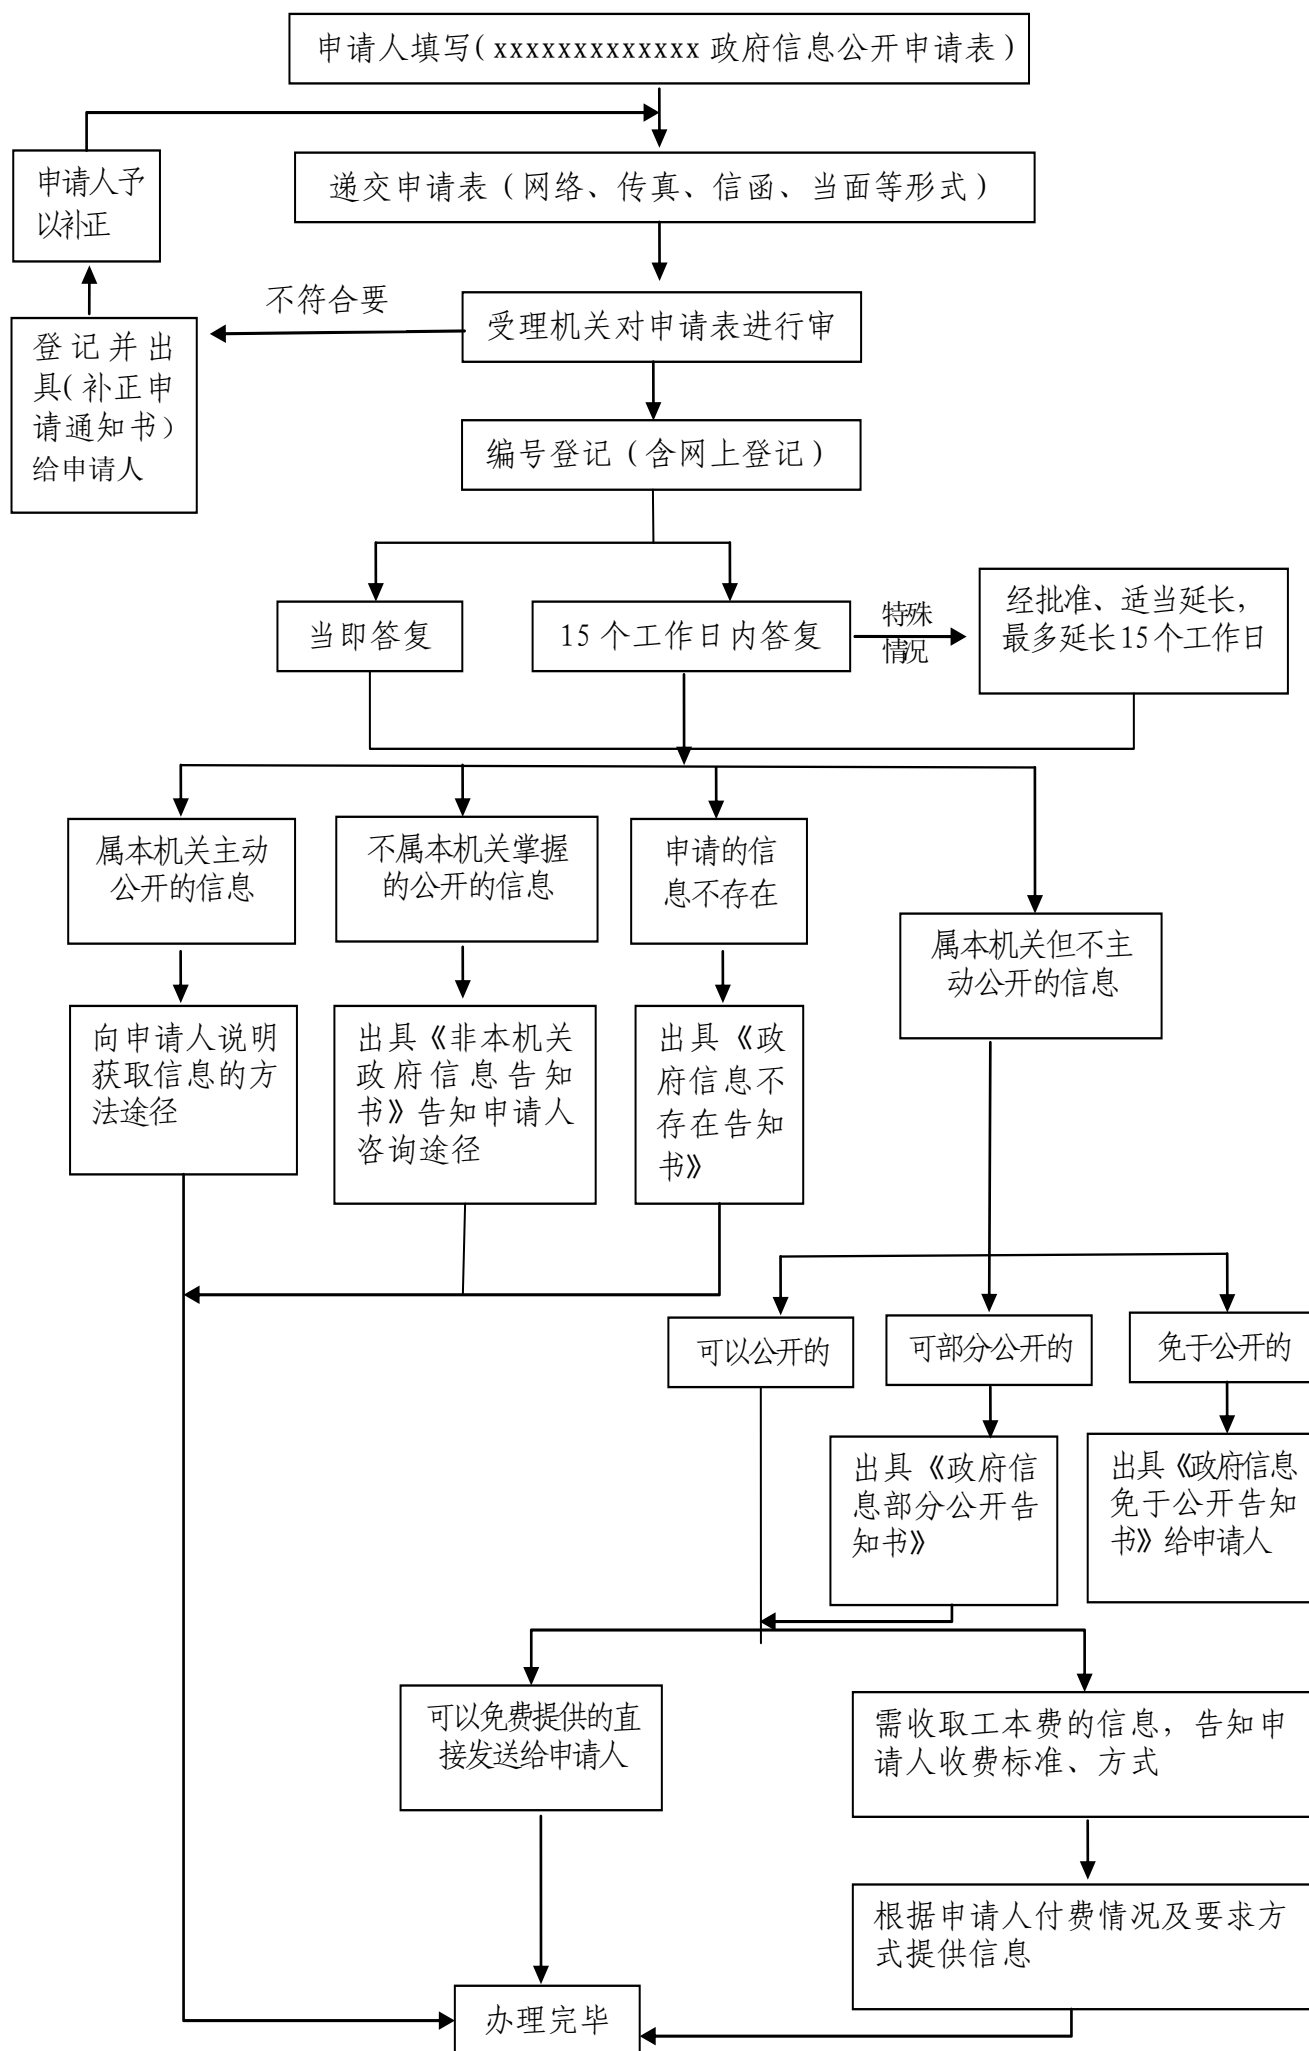 申请人填写(xxxxxxxxxxxxx 政府信息公开申请表)
申请人予
以补正
递交申请表(网络、传真、信函、当面等形式)
不符合要
受理机关对申请表进行审
登记并出
具(补正申
请通知书)
给申请人
编号登记(含网上登记)
当即答复
15 个工作日内答复
特殊
情况
经批准、适当延长，
最多延长15个工作日
属本机关主动
公开的信息
不属本机关掌握
的公开的信息
申请的信
息不存在
属本机关但不主
动公开的信息
向申请人说明
获取信息的方
法途径
出具《非本机关
政府信息告知
书》告知申请人
咨询途径
出具《政
府信息不
存在告知
书》
可以公开的
可部分公开的
免于公开的
出具《政府信
息部分公开告
知书》
出具《政府信息
免于公开告知
书》给申请人
可以免费提供的直
接发送给申请人
需收取工本费的信息，告知申
请人收费标准、方式
根据申请人付费情况及要求方
式提供信息
办理完毕